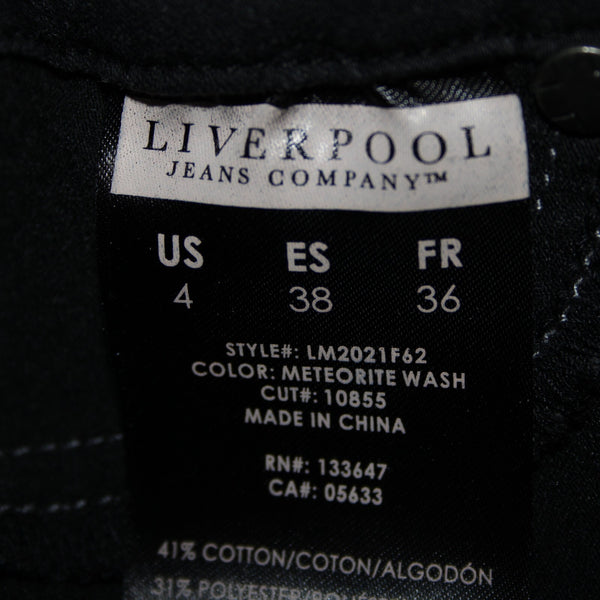 LIVERPOOL
JEANS COMPANY™
US ES FR
4 38 36
STYLE#: LM2021F62
COLOR: METEORITE WASH
CUT#: 10855
MADE IN CHINA
RN#: 133647
CA#: 05633
41% COTTON/COTON/ALGODÓN
31%